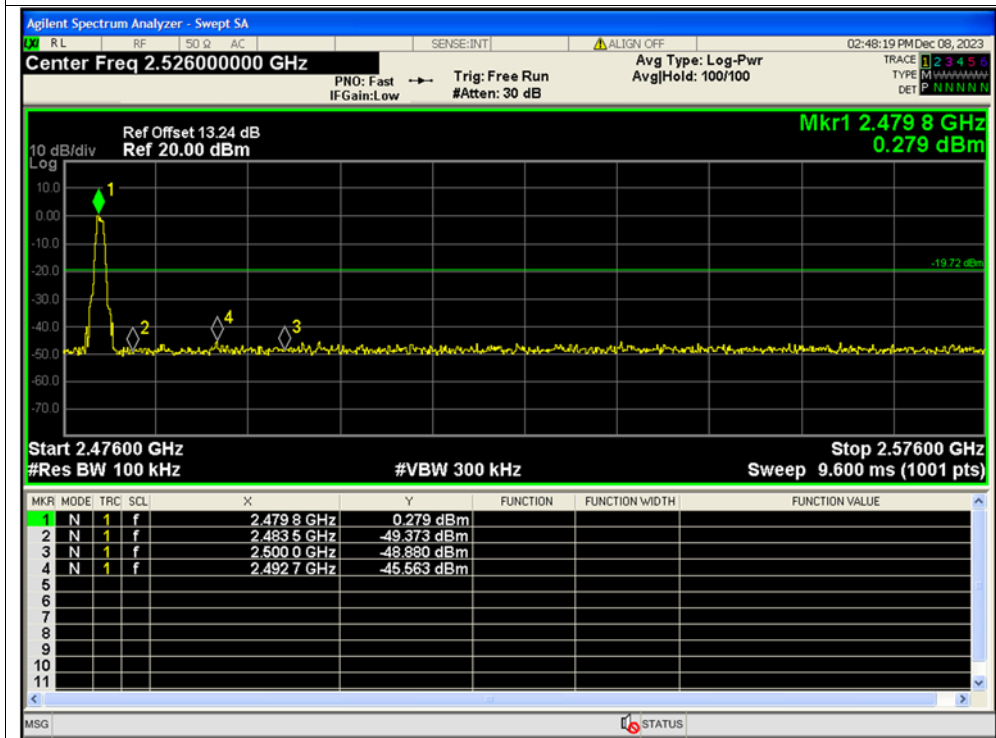 Agilent Spectrum Analyzer - Swept SA
LXI RL RF 50 Ω AC SENSE:INT ALIGN OFF 02:48:19 PM Dec 08, 2023
Center Freq 2.526000000 GHz
PNO: Fast
IFGain:Low
Trig: Free Run
#Atten: 30 dB
Avg Type: Log-Pwr
Avg|Hold: 100/100
TRACE 1 2 3 4 5 6
TYPE M WWWWW
DET P N N N N N
Mkr1 2.479 8 GHz
0.279 dBm
Ref Offset 13.24 dB
10 dB/div Ref 20.00 dBm
Log
10.0
0.00
-10.0
-20.0
-30.0
-40.0
-50.0
-60.0
-70.0
1
2
4
3
-19.72 dBm
Start 2.47600 GHz Stop 2.57600 GHz
#Res BW 100 kHz #VBW 300 kHz Sweep 9.600 ms (1001 pts)
MKR MODE TRC SCL X Y FUNCTION FUNCTION WIDTH FUNCTION VALUE
1 N 1 f 2.479 8 GHz 0.279 dBm
2 N 1 f 2.483 5 GHz -49.373 dBm
3 N 1 f 2.500 0 GHz -48.880 dBm
4 N 1 f 2.492 7 GHz -45.563 dBm
5
6
7
8
9
10
11
MSG STATUS